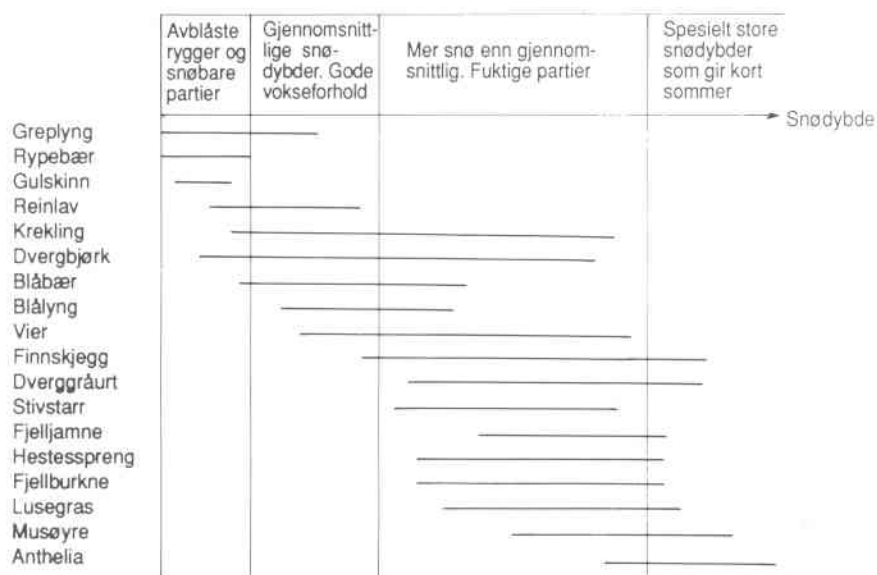 Avblåste
rygger og
snøbare
partier
Gjennomsnitt-
lige snø-
dybder. Gode
vokseforhold
Mer snø enn gjennom-
snittlig. Fuktige partier
Spesielt store
snødybder
som gir kort
sommer
Snødybde
Greplyng
Rypebær
Gulskinn
Reinlav
Krekling
Dvergbjørk
Blåbær
Blålyng
Vier
Finnskjegg
Dverggråurt
Stivstarr
Fjelljamne
Hestesspreng
Fjellburkne
Lusegras
Musøyre
Anthelia